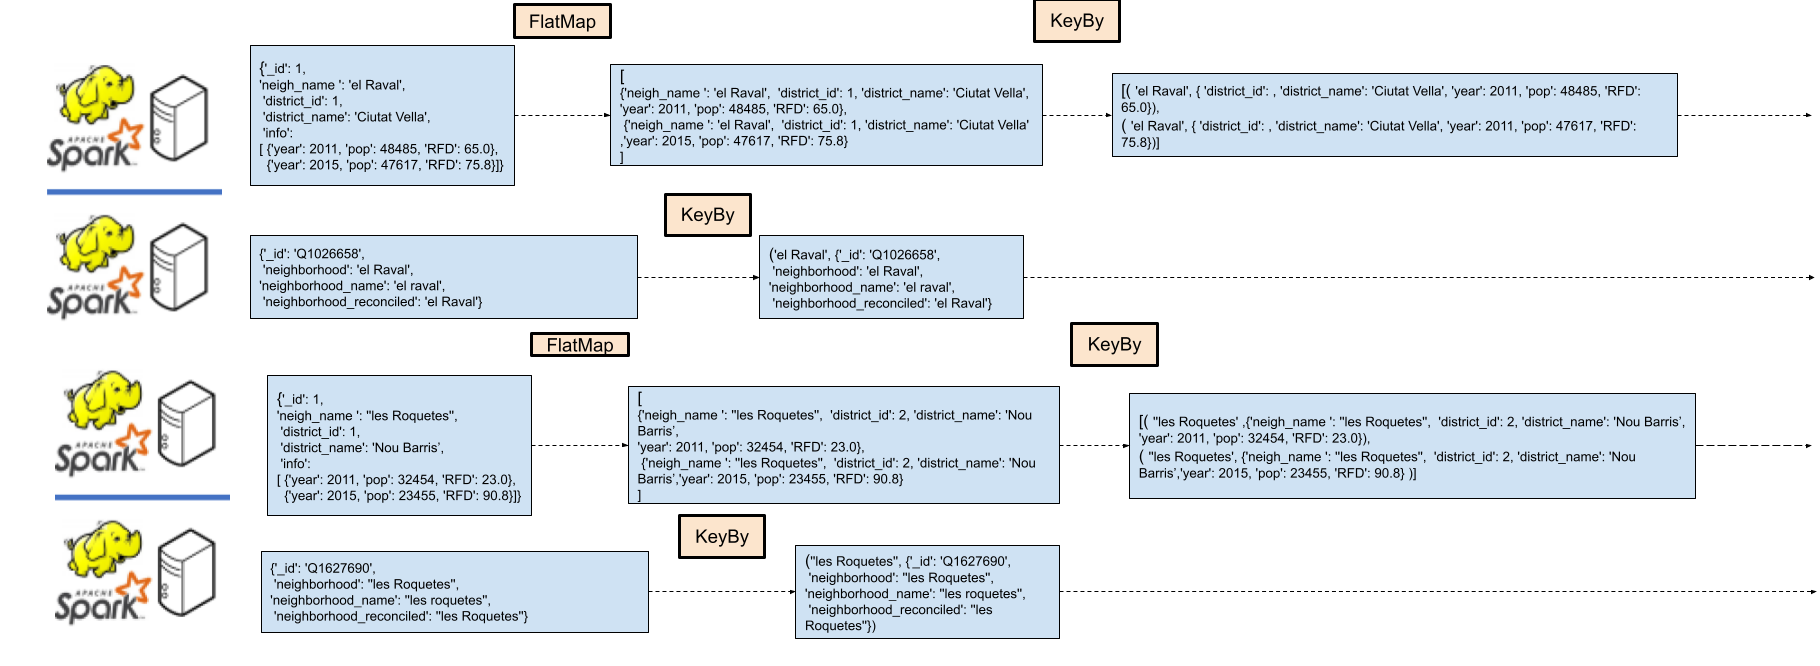 FlatMap
KeyBy
APACHE
Spark
{'_id': 1,
'neigh_name ': 'el Raval',
'district_id': 1,
'district_name': 'Ciutat Vella',
'info':
[ {'year': 2011, 'pop': 48485, 'RFD': 65.0},
{'year': 2015, 'pop': 47617, 'RFD': 75.8}]}
[
{'neigh_name ': 'el Raval',  'district_id': 1, 'district_name': 'Ciutat Vella',
'year': 2011, 'pop': 48485, 'RFD': 65.0},
{'neigh_name ': 'el Raval',  'district_id': 1, 'district_name': 'Ciutat Vella'
,'year': 2015, 'pop': 47617, 'RFD': 75.8}
]
[( 'el Raval', { 'district_id': , 'district_name': 'Ciutat Vella', 'year': 2011, 'pop': 48485, 'RFD':
65.0}),
( 'el Raval', { 'district_id': , 'district_name': 'Ciutat Vella', 'year': 2011, 'pop': 47617, 'RFD':
75.8})]
KeyBy
APACHE
Spark
{'_id': 'Q1026658',
'neighborhood': 'el Raval',
'neighborhood_name': 'el raval',
'neighborhood_reconciled': 'el Raval'}
('el Raval', {'_id': 'Q1026658',
'neighborhood': 'el Raval',
'neighborhood_name': 'el raval',
'neighborhood_reconciled': 'el Raval'}
FlatMap
KeyBy
APACHE
Spark
{'_id': 1,
'neigh_name ': "les Roquetes",
'district_id': 1,
'district_name': 'Nou Barris’,
'info':
[ {'year': 2011, 'pop': 32454, 'RFD': 23.0},
{'year': 2015, 'pop': 23455, 'RFD': 90.8}]}
[
{'neigh_name ': "les Roquetes",  'district_id': 2, 'district_name': 'Nou
Barris’,
'year': 2011, 'pop': 32454, 'RFD': 23.0},
{'neigh_name ': "les Roquetes",  'district_id': 2, 'district_name': 'Nou
Barris’,'year': 2015, 'pop': 23455, 'RFD': 90.8}
]
[( "les Roquetes' ,{'neigh_name ': "les Roquetes",  'district_id': 2, 'district_name': 'Nou Barris’,
'year': 2011, 'pop': 32454, 'RFD': 23.0}),
( "les Roquetes', {'neigh_name ': "les Roquetes",  'district_id': 2, 'district_name': 'Nou
Barris’,'year': 2015, 'pop': 23455, 'RFD': 90.8} )]
KeyBy
APACHE
Spark
{'_id': 'Q1627690',
'neighborhood': "les Roquetes",
'neighborhood_name': "les roquetes",
'neighborhood_reconciled': "les Roquetes"}
("les Roquetes", {'_id': 'Q1627690',
'neighborhood': "les Roquetes",
'neighborhood_name': "les roquetes",
'neighborhood_reconciled': "les
Roquetes"})